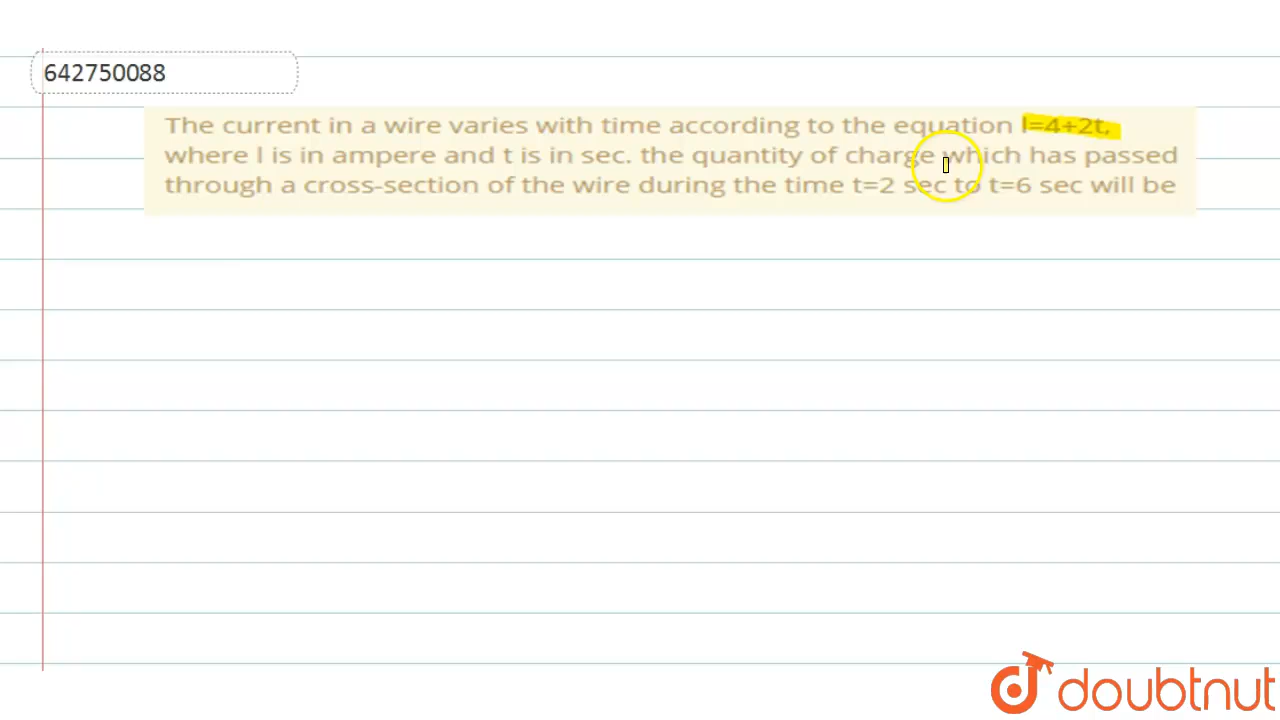 642750088
The current in a wire varies with time according to the equation I=4+2t,
where l is in ampere and t is in sec. the quantity of charge which has passed
through a cross-section of the wire during the time t=2 sec to t=6 sec will be
doubtnut